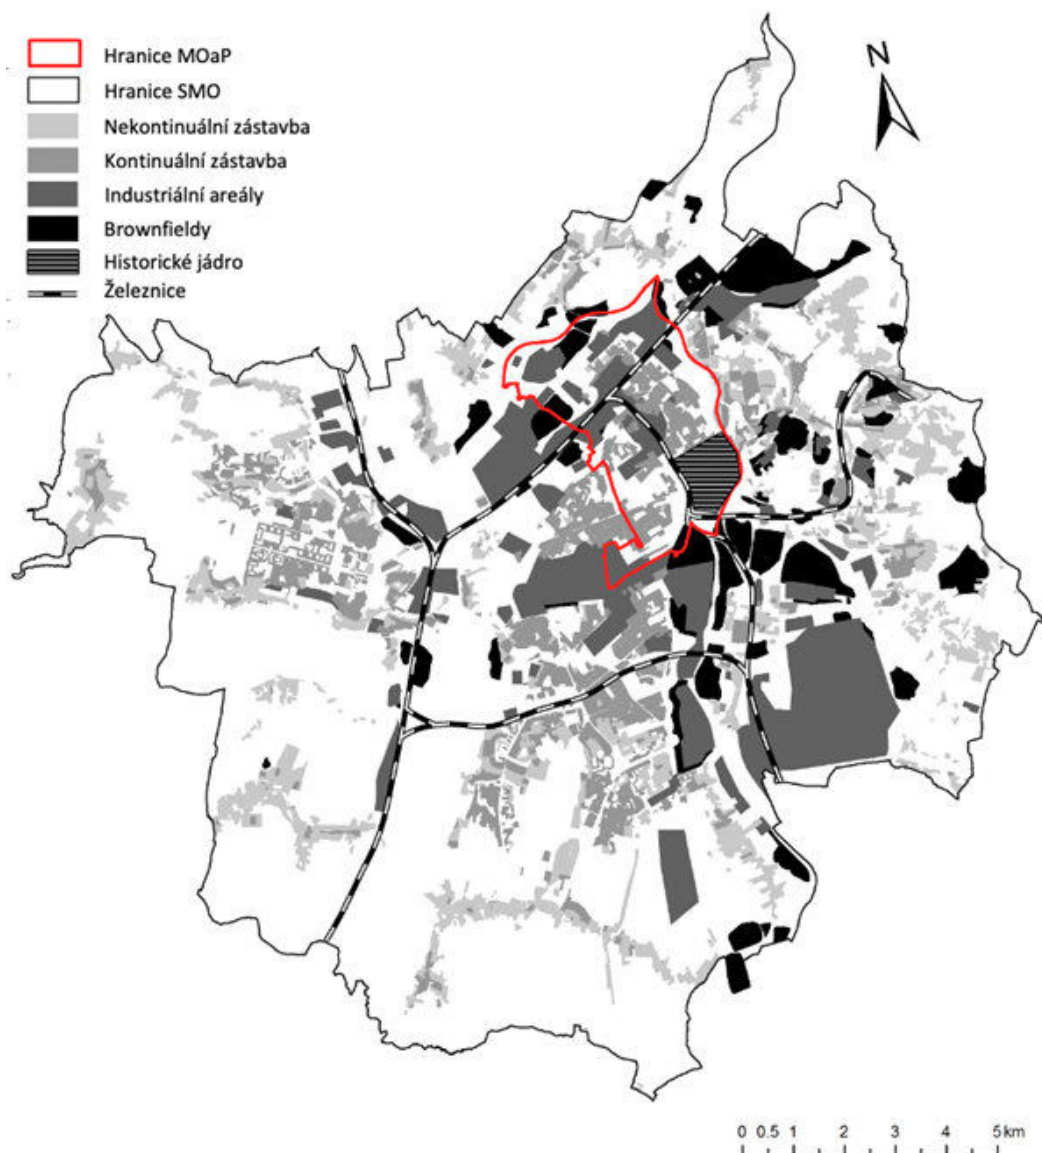 Hranice MOaP
Hranice SMO
Nekontinuální zástavba
Kontinuální zástavba
Industriální areály
Brownfieldy
Historické jádro
Železnice
N
0 0.5 1 2 3 4 5 km